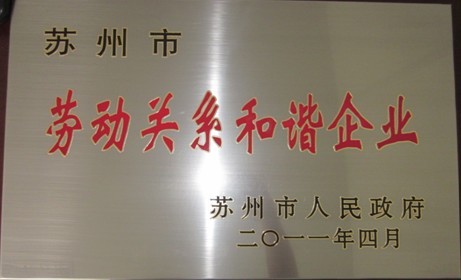 苏州市
劳动关系和谐企业
苏州市人民政府
二〇一一年四月